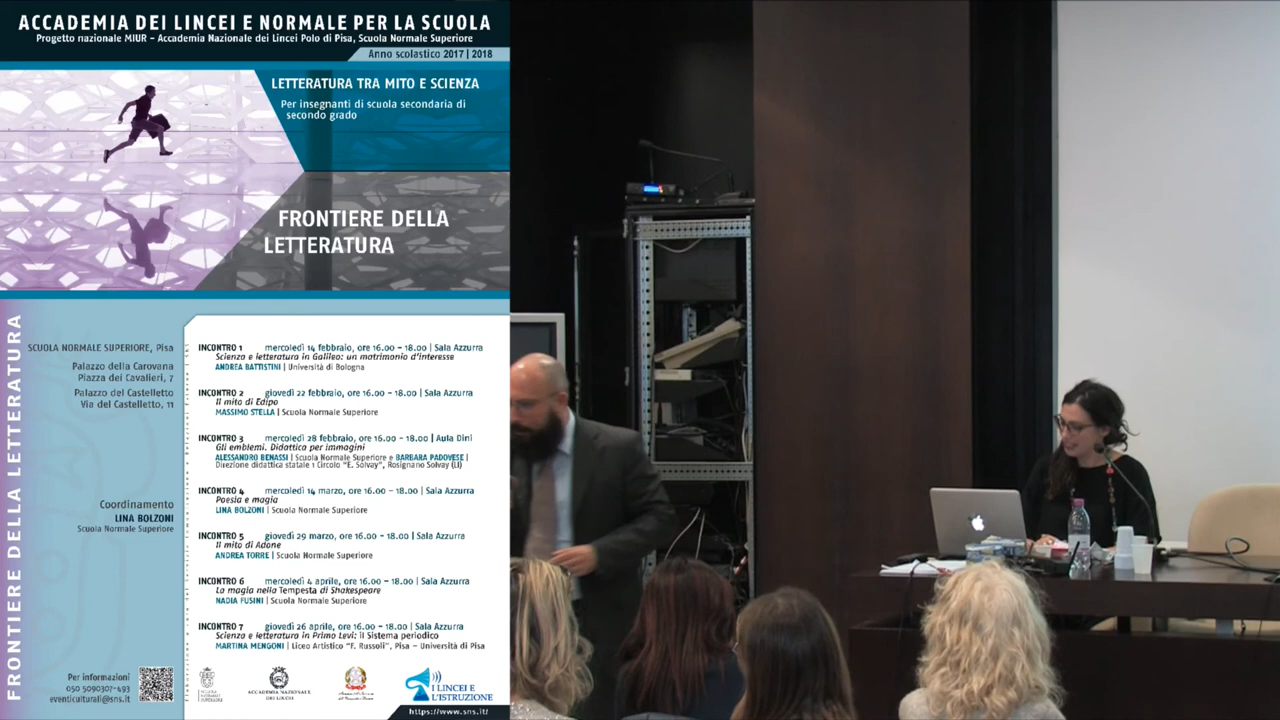 ACCADEMIA DEI LINCEI E NORMALE PER LA SCUOLA
Progetto nazionale MIUR – Accademia Nazionale dei Lincei Polo di Pisa, Scuola Normale Superiore
Anno scolastico 2017 | 2018
LETTERATURA TRA MITO E SCIENZA
Per insegnanti di scuola secondaria di
secondo grado
FRONTIERE DELLA
LETTERATURA
FRONTIERE DELLA LETTERATURA
SCUOLA NORMALE SUPERIORE, Pisa
Palazzo della Carovana
Piazza dei Cavalieri, 7
Palazzo del Castelletto
Via del Castelletto, 11
Coordinamento
LINA BOLZONI
Scuola Normale Superiore
Per informazioni
050 5090307-493
eventiculturali@sns.it
INCONTRO 1 mercoledì 14 febbraio, ore 16.00 – 18.00 | Sala Azzurra
Scienza e letteratura in Galileo: un matrimonio d'interesse
ANDREA BATTISTINI | Università di Bologna
INCONTRO 2 giovedì 22 febbraio, ore 16.00 – 18.00 | Sala Azzurra
Il mito di Edipo
MASSIMO STELLA | Scuola Normale Superiore
INCONTRO 3 mercoledì 28 febbraio, ore 16.00 – 18.00 | Aula Dini
Gli emblemi. Didattica per immagini
ALESSANDRO BENASSI | Scuola Normale Superiore e BARBARA PADOVESE |
Direzione didattica statale 1 Circolo "E. Solvay", Rosignano Solvay (LI)
INCONTRO 4 mercoledì 14 marzo, ore 16.00 – 18.00 | Sala Azzurra
Poesia e magia
LINA BOLZONI | Scuola Normale Superiore
INCONTRO 5 giovedì 29 marzo, ore 16.00 – 18.00 | Sala Azzurra
Il mito di Adone
ANDREA TORRE | Scuola Normale Superiore
INCONTRO 6 mercoledì 4 aprile, ore 16.00 – 18.00 | Sala Azzurra
La magia nella Tempesta di Shakespeare
NADIA FUSINI | Scuola Normale Superiore
INCONTRO 7 giovedì 26 aprile, ore 16.00 – 18.00 | Sala Azzurra
Scienza e letteratura in Primo Levi: il Sistema periodico
MARTINA MENGONI | Liceo Artistico "F. Russoli", Pisa – Università di Pisa
SCUOLA
NORMALE
SUPERIORE
ACCADEMIA NAZIONALE
DEI LINCEI
I LINCEI E
L'ISTRUZIONE
https://www.sns.it/